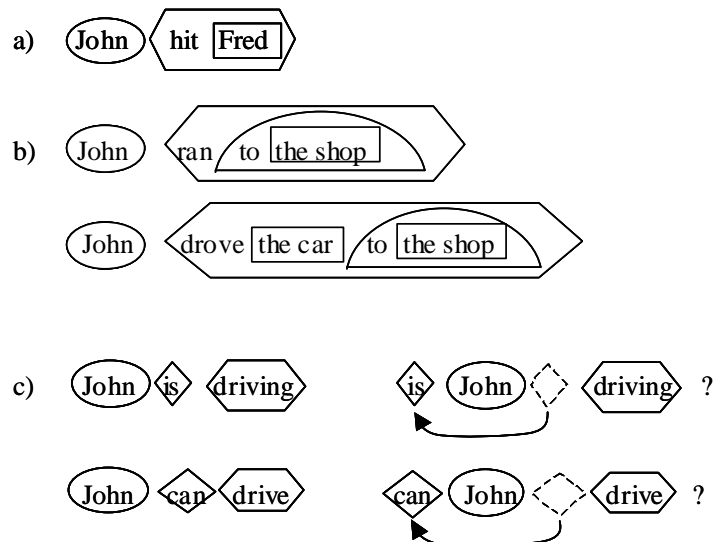 a) John hit Fred
b) John ran to the shop
John drove the car to the shop
c) John is driving is John driving ?
John can drive can John drive ?